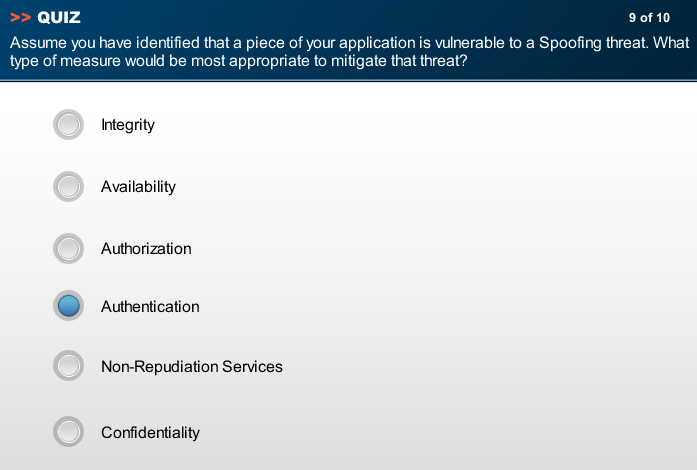 >> QUIZ
9 of 10
Assume you have identified that a piece of your application is vulnerable to a Spoofing threat. What
type of measure would be most appropriate to mitigate that threat?
Integrity
Availability
Authorization
Authentication
Non-Repudiation Services
Confidentiality